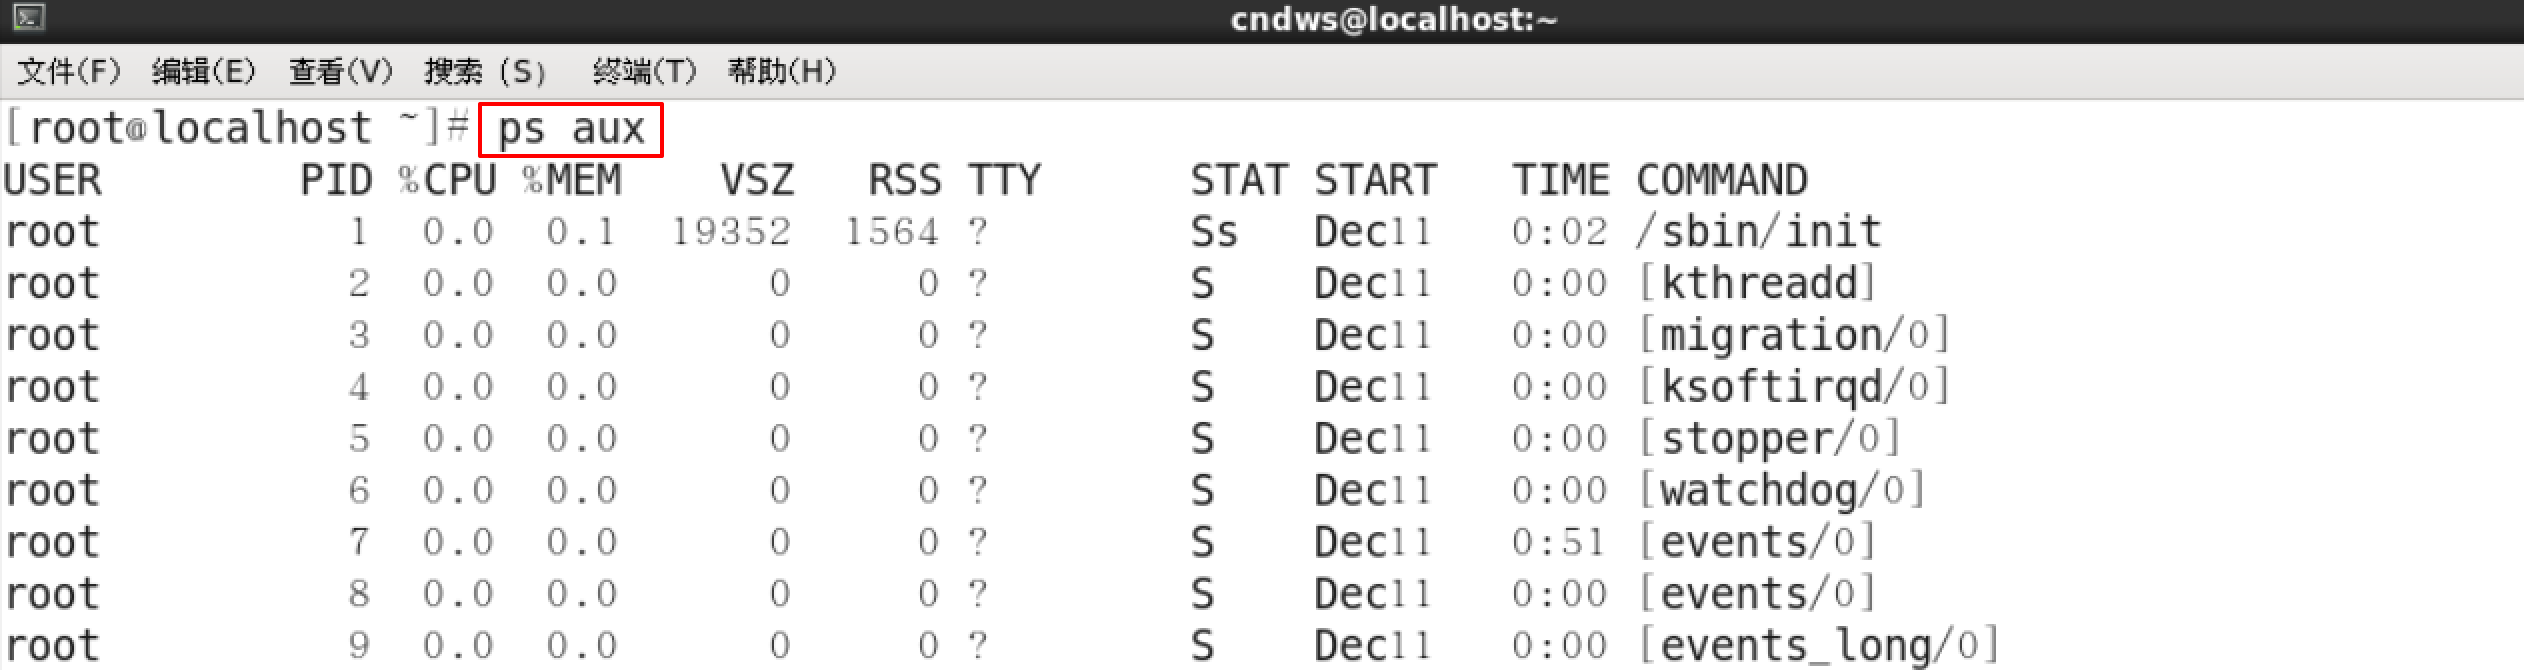 cndws@localhost:~
文件(F) 编辑(E) 查看(V) 搜索 (S) 终端(T) 帮助(H)
[root@localhost ~]# ps aux
USER PID %CPU %MEM VSZ RSS TTY STAT START TIME COMMAND
root 1 0.0 0.1 19352 1564 ? Ss Dec11 0:02 /sbin/init
root 2 0.0 0.0 0 0 ? S Dec11 0:00 [kthreadd]
root 3 0.0 0.0 0 0 ? S Dec11 0:00 [migration/0]
root 4 0.0 0.0 0 0 ? S Dec11 0:00 [ksoftirqd/0]
root 5 0.0 0.0 0 0 ? S Dec11 0:00 [stopper/0]
root 6 0.0 0.0 0 0 ? S Dec11 0:00 [watchdog/0]
root 7 0.0 0.0 0 0 ? S Dec11 0:51 [events/0]
root 8 0.0 0.0 0 0 ? S Dec11 0:00 [events/0]
root 9 0.0 0.0 0 0 ? S Dec11 0:00 [events_long/0]